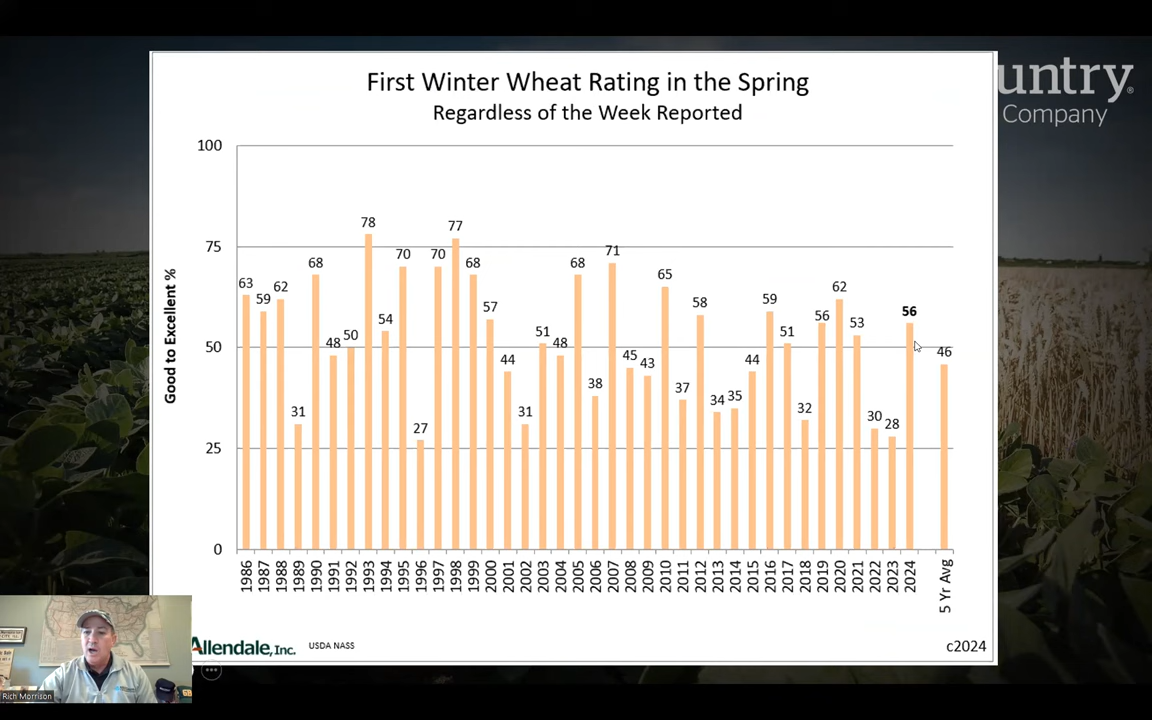 First Winter Wheat Rating in the Spring
Regardless of the Week Reported
untry®
Company
Good to Excellent %
100
75
50
25
0
63 59 62 31 68 48 50 78 54 70 27 70 77 68 57 44 31 51 48 68 38 71 45 43 65 37 58 34 35 44 59 51 32 56 62 53 30 28 56 46
1986 1987 1988 1989 1990 1991 1992 1993 1994 1995 1996 1997 1998 1999 2000 2001 2002 2003 2004 2005 2006 2007 2008 2009 2010 2011 2012 2013 2014 2015 2016 2017 2018 2019 2020 2021 2022 2023 2024 5 Yr Avg
Allendale, Inc.
USDA NASS
c2024
Rich Morrison